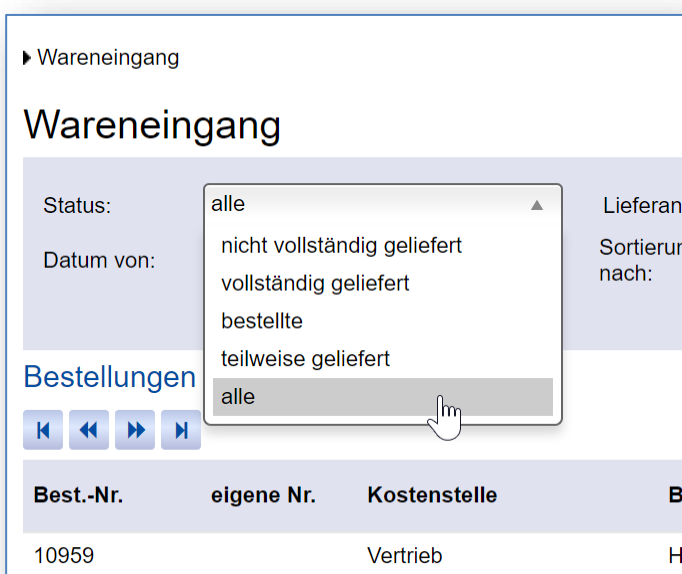 Wareneingang
Wareneingang
Status:
alle
Datum von:
nicht vollständig geliefert
vollständig geliefert
bestellte
teilweise geliefert
alle
Lieferan
Sortierun
nach:
Bestellungen
Best.-Nr. eigene Nr. Kostenstelle B
10959 Vertrieb H